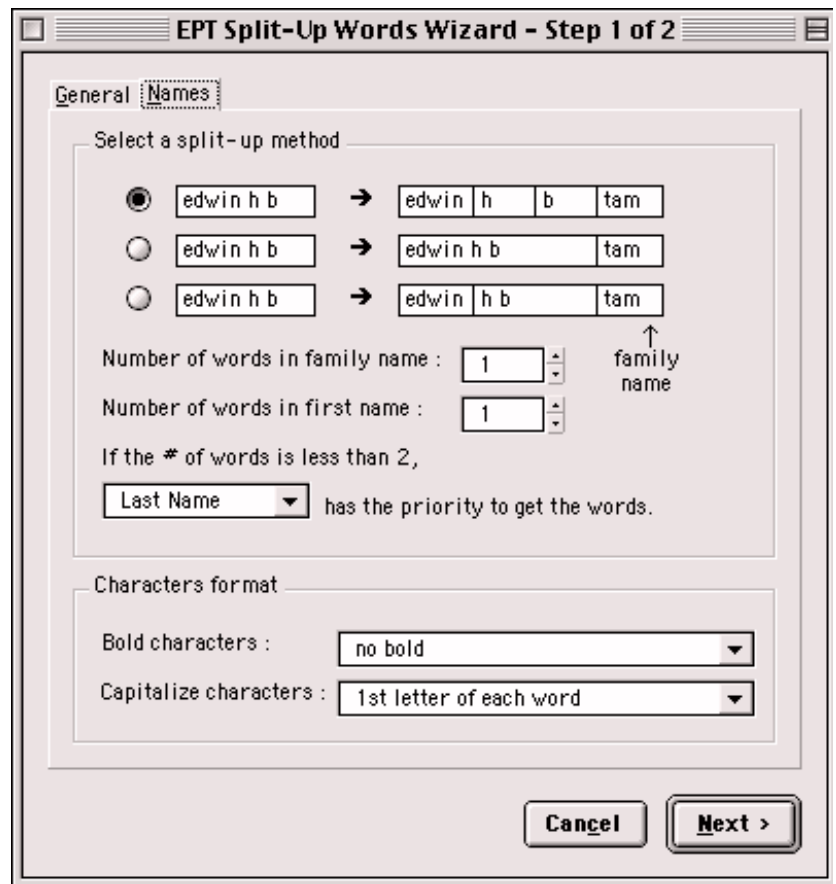 EPT Split-Up Words Wizard - Step 1 of 2
General Names
Select a split-up method
edwin h b → edwin h b tam
edwin h b → edwin h b tam
edwin h b → edwin h b tam
↑
Number of words in family name : 1 family
name
Number of words in first name : 1
If the # of words is less than 2,
Last Name has the priority to get the words.
Characters format
Bold characters : no bold
Capitalize characters : 1st letter of each word
Cancel Next >